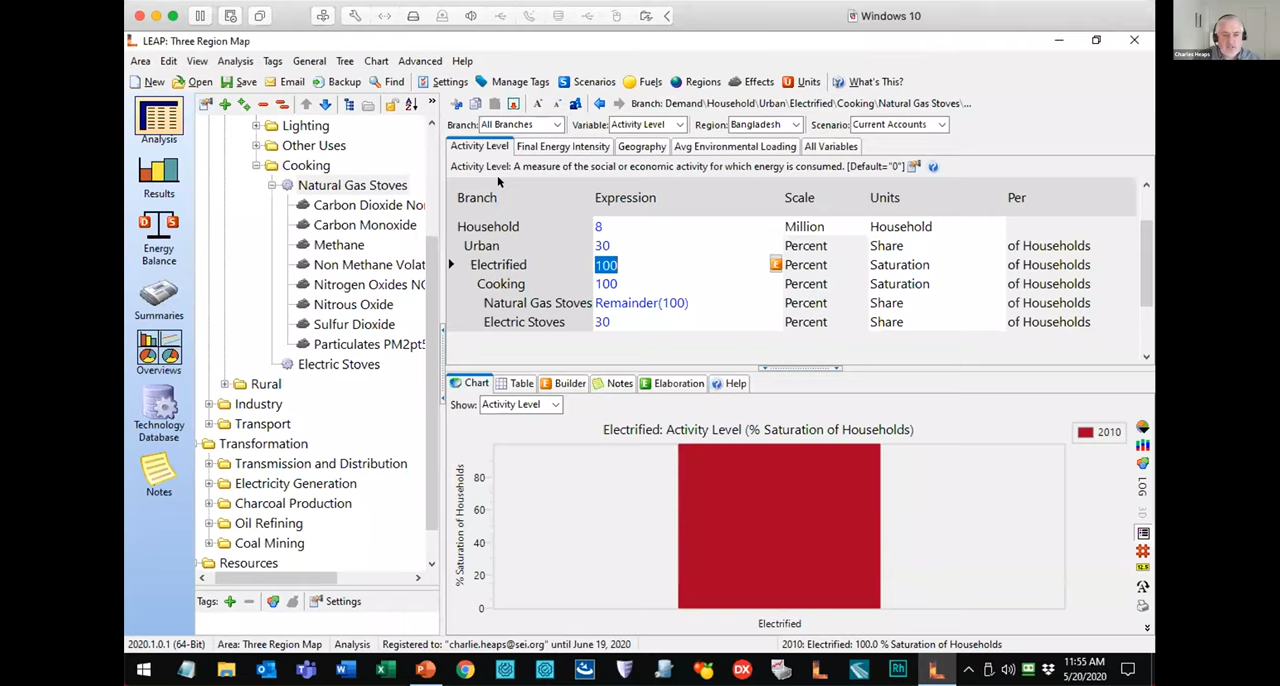 Windows 10
Charles Heaps
LEAP: Three Region Map
Area Edit View Analysis Tags General Tree Chart Advanced Help
New Open Save Email Backup Find Settings Manage Tags Scenarios Fuels Regions Effects Units What's This?
Branch: Demand\Household\Urban\Electrified\Cooking\Natural Gas Stoves\...
Branch: All Branches Variable: Activity Level Region: Bangladesh Scenario: Current Accounts
Activity Level Final Energy Intensity Geography Avg Environmental Loading All Variables
Activity Level: A measure of the social or economic activity for which energy is consumed. [Default="0"]
Analysis
Results
Energy
Balance
Summaries
Overviews
Technology
Database
Notes
Lighting
Other Uses
Cooking
Natural Gas Stoves
Carbon Dioxide No
Carbon Monoxide
Methane
Non Methane Volat
Nitrogen Oxides NO
Nitrous Oxide
Sulfur Dioxide
Particulates PM2pt5
Electric Stoves
Rural
Industry
Transport
Transformation
Transmission and Distribution
Electricity Generation
Charcoal Production
Oil Refining
Coal Mining
Resources
Tags: Settings
Branch Expression Scale Units Per
Household 8 Million Household
Urban 30 Percent Share of Households
Electrified 100 Percent Saturation of Households
Cooking 100 Percent Saturation of Households
Natural Gas Stoves Remainder(100) Percent Share of Households
Electric Stoves 30 Percent Share of Households
Chart Table Builder Notes Elaboration Help
Show: Activity Level
Electrified: Activity Level (% Saturation of Households)
2010
% Saturation of Households
80
60
40
20
0
Electrified
LOG
3D
12.5
2020.1.0.1 (64-Bit) Area: Three Region Map Analysis Registered to: "charlie.heaps@sei.org" until June 19, 2020 2010: Electrified: 100.0 % Saturation of Households
11:55 AM
5/20/2020